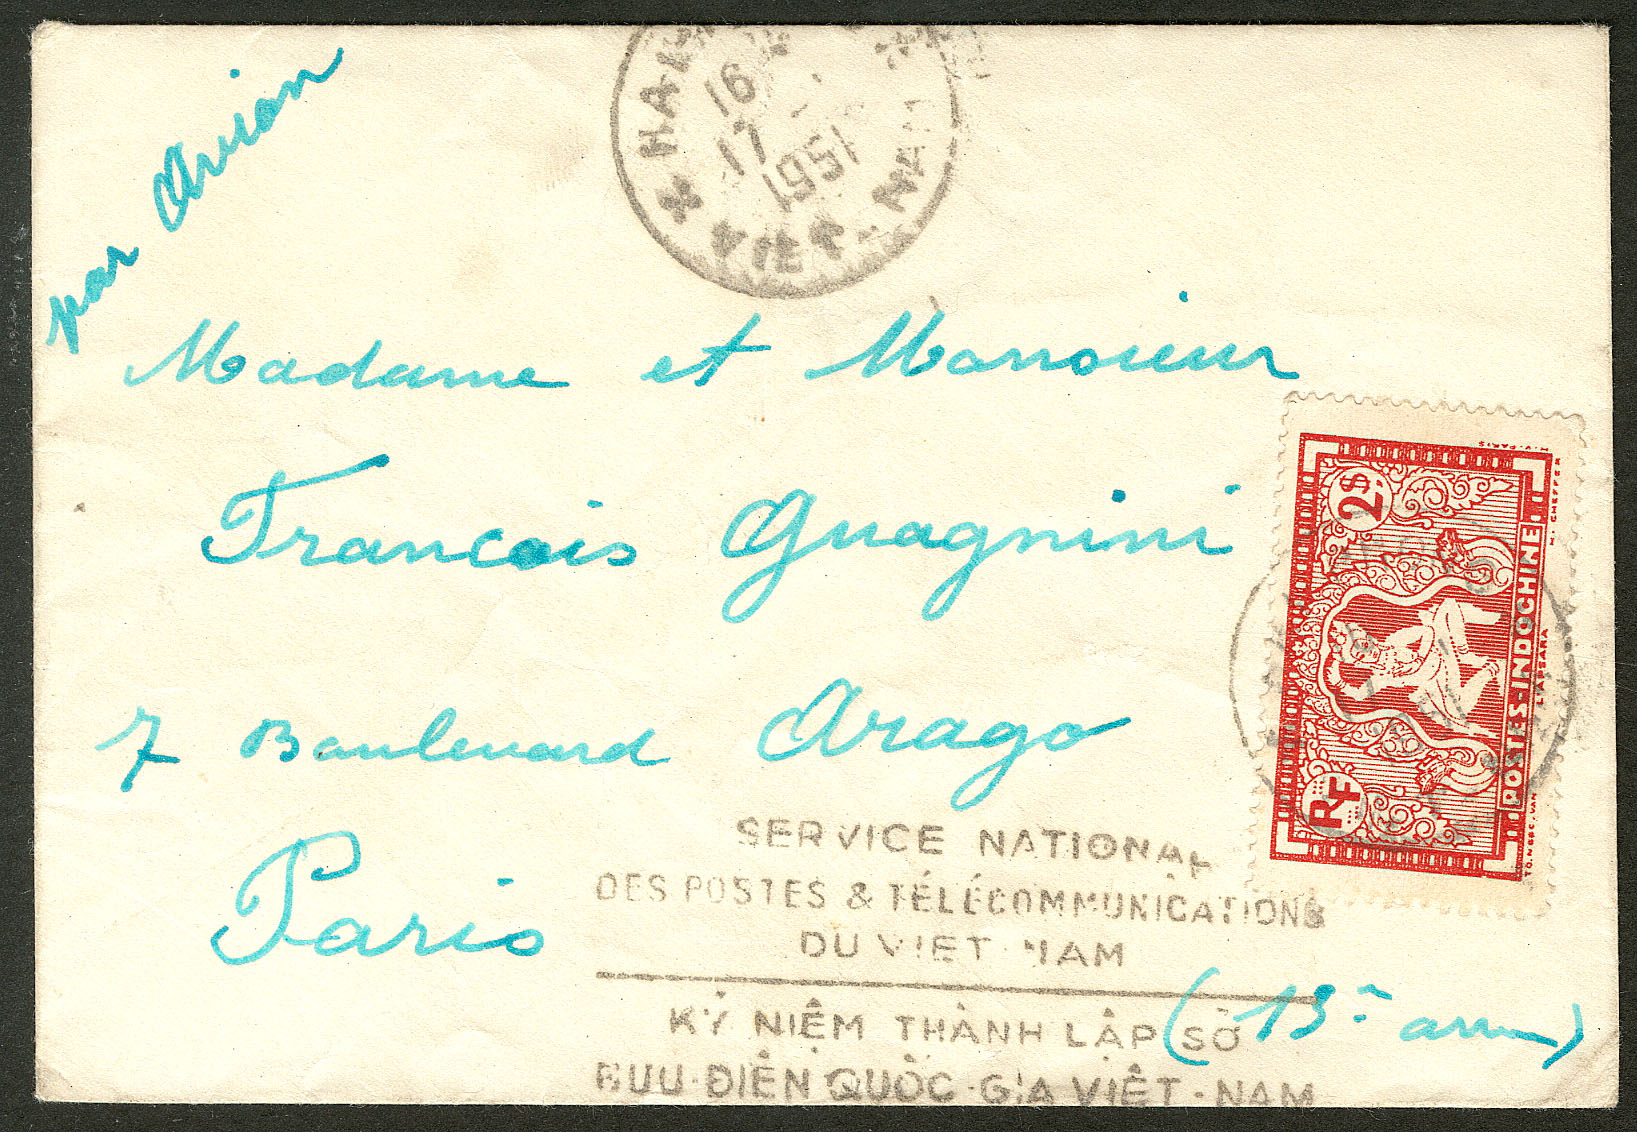 par Avion
16
17
1951
VIET-NAM
Madame et Monsieur
Francois Guagnini
7 Boulevard Arago
Paris
(13e arr)
2$
RF
POSTES-INDOCHINE
L'APSARA
SERVICE NATIONAL
DES POSTES & TÉLÉCOMMUNICATIONS
DU VIET-NAM
KỶ NIỆM THÀNH LẬP SỞ
BƯU-ĐIỆN QUỐC-GIA VIỆT-NAM